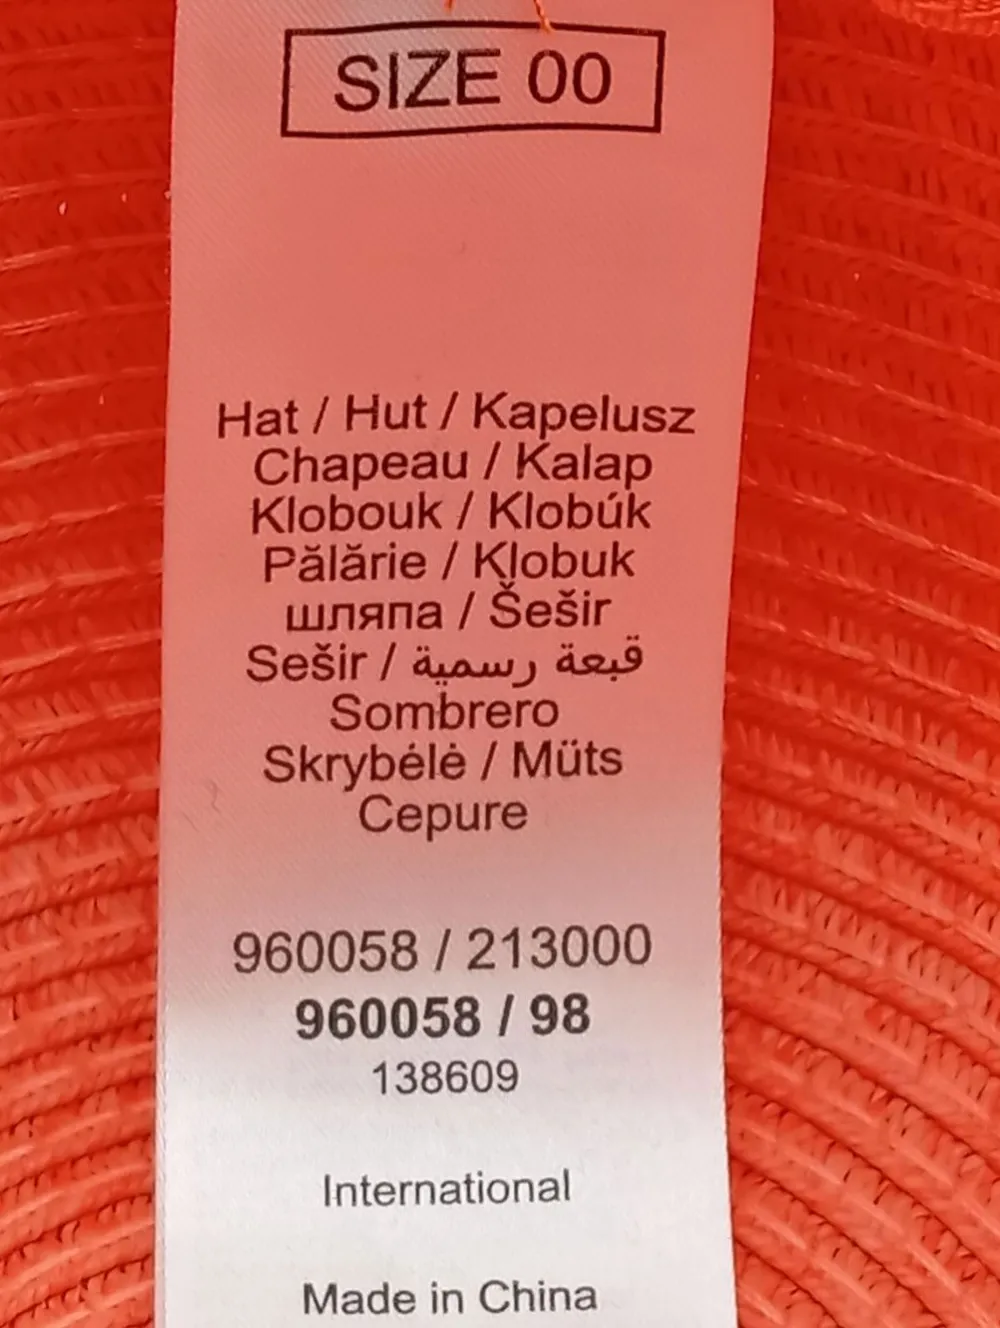 SIZE 00
Hat / Hut / Kapelusz
Chapeau / Kalap
Klobouk / Klobúk
Pălărie / Klobuk
шляпа / Šešir
Sešir / قبعة رسمية
Sombrero
Skrybėlė / Müts
Cepure
960058 / 213000
960058 / 98
138609
International
Made in China